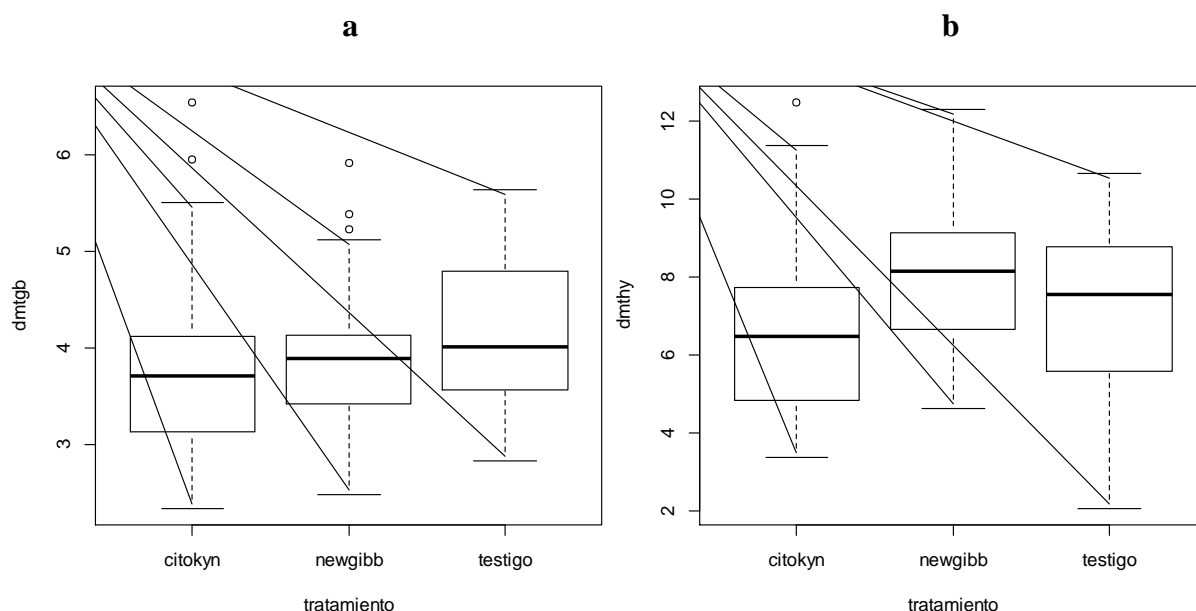 a
b
dmtgb
6
5
4
3
citokyn newgibb testigo
tratamiento
dmthy
12
10
8
6
4
2
citokyn newgibb testigo
tratamiento